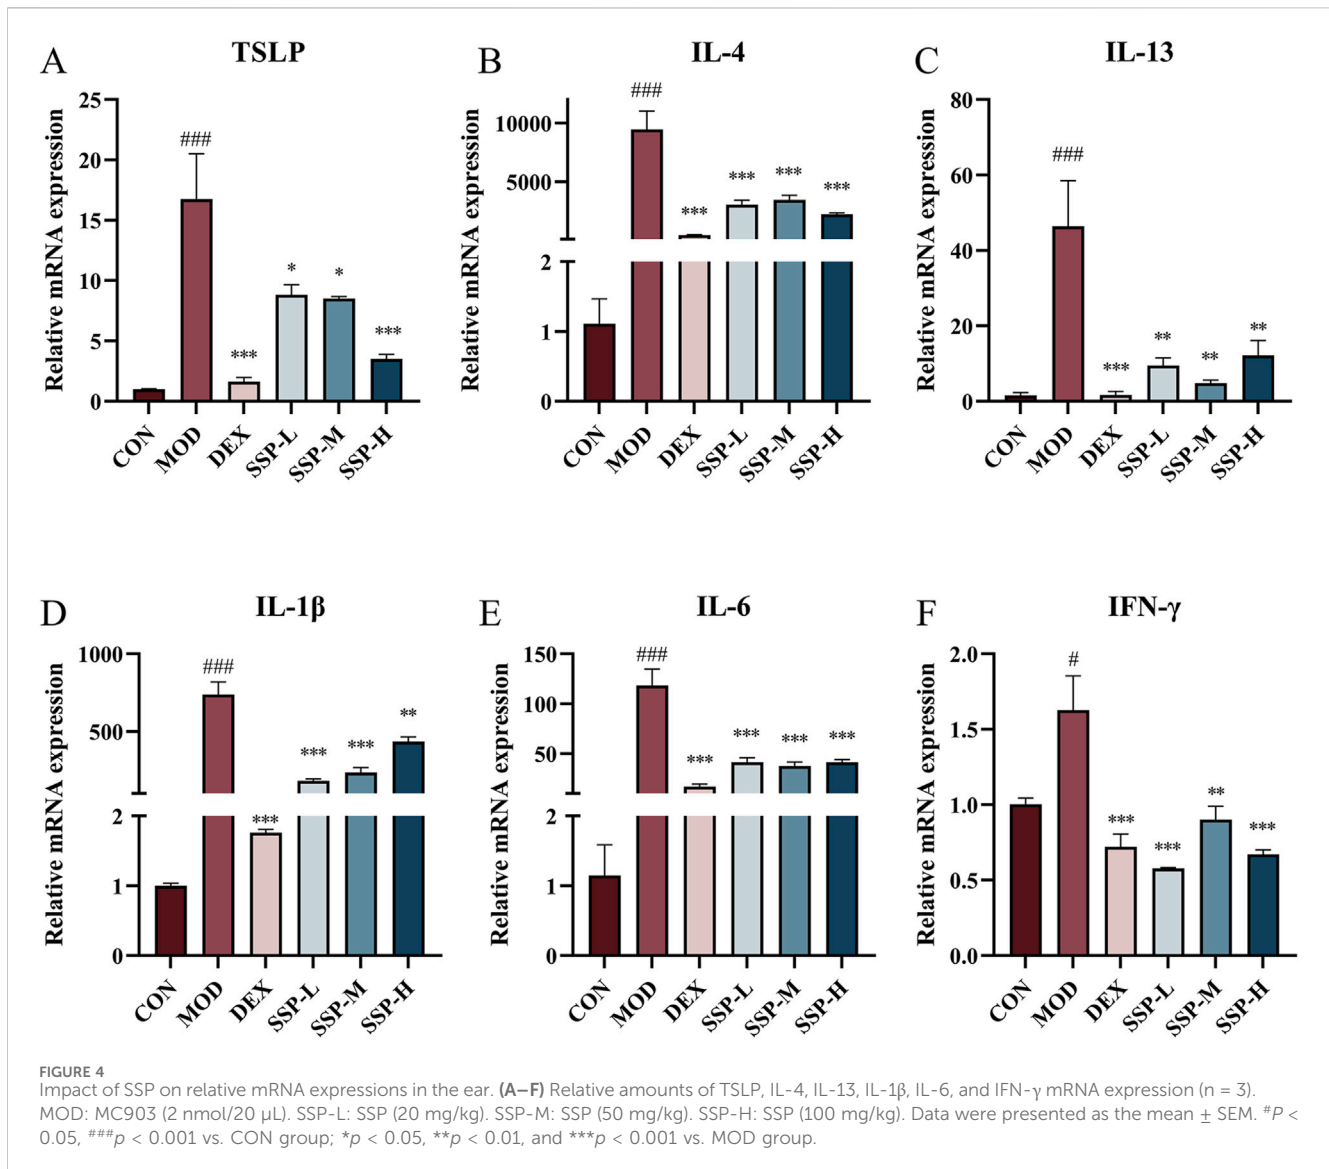 A TSLP
Relative mRNA expression
25
20
15
10
5
0
###
***
*
*
***
CON MOD DEX SSP-L SSP-M SSP-H
B IL-4
Relative mRNA expression
10000
5000
2
1
0
###
***
***
***
***
CON MOD DEX SSP-L SSP-M SSP-H
C IL-13
Relative mRNA expression
80
60
40
20
0
###
***
**
**
**
CON MOD DEX SSP-L SSP-M SSP-H
D IL-1β
Relative mRNA expression
1000
500
2
1
0
###
***
***
***
**
CON MOD DEX SSP-L SSP-M SSP-H
E IL-6
Relative mRNA expression
150
100
50
2
1
0
###
***
***
***
***
CON MOD DEX SSP-L SSP-M SSP-H
F IFN-γ
Relative mRNA expression
2.0
1.5
1.0
0.5
0.0
#
***
***
**
***
CON MOD DEX SSP-L SSP-M SSP-H
FIGURE 4
Impact of SSP on relative mRNA expressions in the ear. (A–F) Relative amounts of TSLP, IL-4, IL-13, IL-1β, IL-6, and IFN-γ mRNA expression (n = 3).
MOD: MC903 (2 nmol/20 μL). SSP-L: SSP (20 mg/kg). SSP-M: SSP (50 mg/kg). SSP-H: SSP (100 mg/kg). Data were presented as the mean ± SEM. #P <
0.05, ###p < 0.001 vs. CON group; *p < 0.05, **p < 0.01, and ***p < 0.001 vs. MOD group.